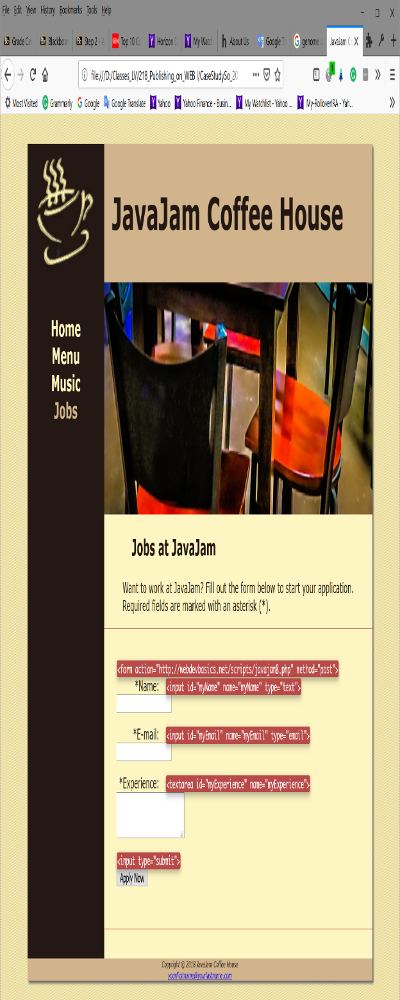 File Edit View History Bookmarks Tools Help
Grade Cen Blackboar Step 2 - A Top 10 Co Horizon D My Watch About Us Google Tr genome e JavaJam C
file:///D:/Classes_LV/218_Publishing_on_WEB I/CaseStudySo_20
Most Visited Grammarly Google Google Translate Yahoo Yahoo Finance - Busin... My Watchlist - Yahoo ... My-RolloverIRA - Yah...
JavaJam Coffee House
Home
Menu
Music
Jobs
Jobs at JavaJam
Want to work at JavaJam? Fill out the form below to start your application.
Required fields are marked with an asterisk (*).
<form action="http://webdevbasics.net/scripts/javajam8.php" method="post">
*Name: <input id="myName" name="myName" type="text">
*E-mail: <input id="myEmail" name="myEmail" type="email">
*Experience: <textarea id="myExperience" name="myExperience">
<input type="submit">
Apply Now
Copyright © 2018 JavaJam Coffee House
yourfirstname@yourlastname.com